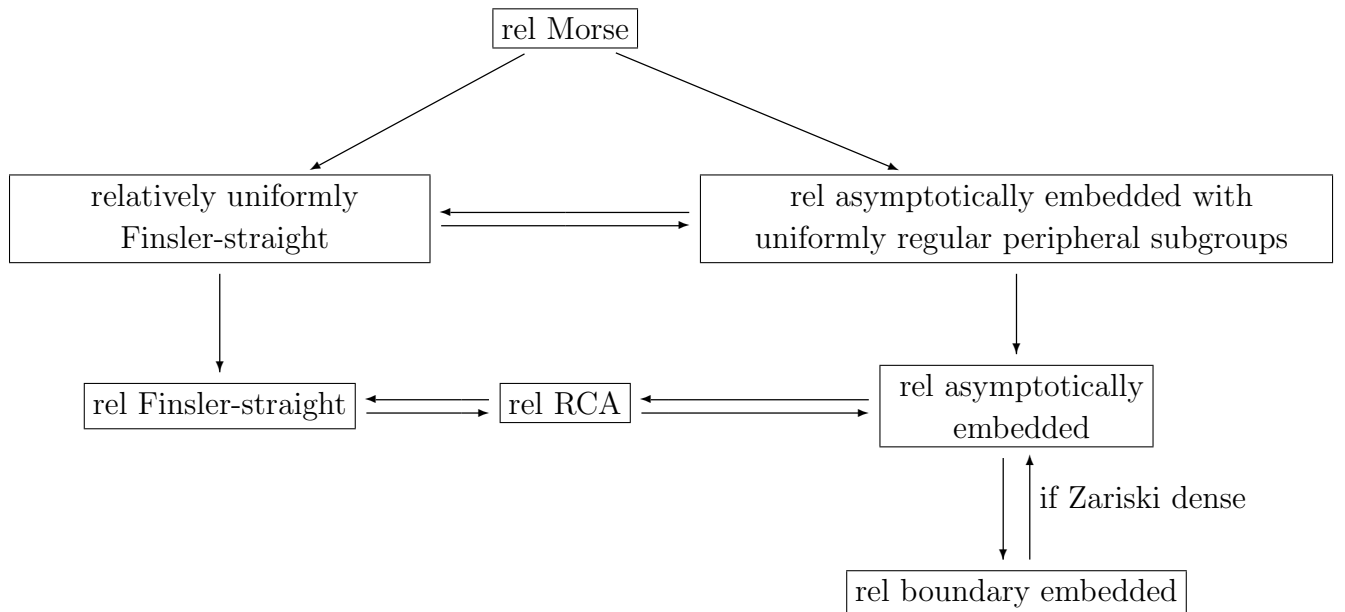 rel Morse
relatively uniformly
Finsler-straight
rel asymptotically embedded with
uniformly regular peripheral subgroups
rel Finsler-straight
rel RCA
rel asymptotically
embedded
if Zariski dense
rel boundary embedded